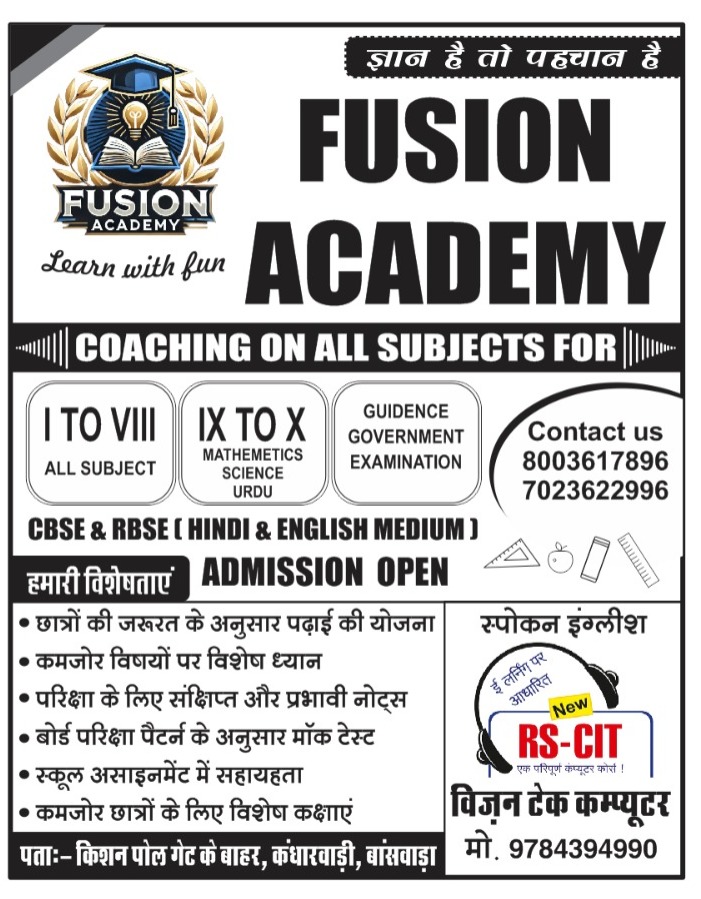 ज्ञान है तो पहचान है
FUSION
ACADEMY
FUSION
ACADEMY
Learn with fun
COACHING ON ALL SUBJECTS FOR
I TO VIII
ALL SUBJECT
IX TO X
MATHEMETICS
SCIENCE
URDU
GUIDENCE
GOVERNMENT
EXAMINATION
Contact us
8003617896
7023622996
CBSE & RBSE ( HINDI & ENGLISH MEDIUM )
ADMISSION OPEN
हमारी विशेषताएं
• छात्रों की जरूरत के अनुसार पढ़ाई की योजना
• कमजोर विषयों पर विशेष ध्यान
• परिक्षा के लिए संक्षिप्त और प्रभावी नोट्स
• बोर्ड परिक्षा पैटर्न के अनुसार मॉक टेस्ट
• स्कूल असाइनमेंट में सहायहता
• कमजोर छात्रों के लिए विशेष कक्षाएं
पताः– किशन पोल गेट के बाहर, कंधारवाड़ी, बांसवाड़ा
स्पोकन इंग्लीश
ई लर्निंग पर
आधारित
New
RS-CIT
एक परिपूर्ण कंप्यूटर कोर्स !
विज़न टेक कम्प्यूटर
मो. 9784394990